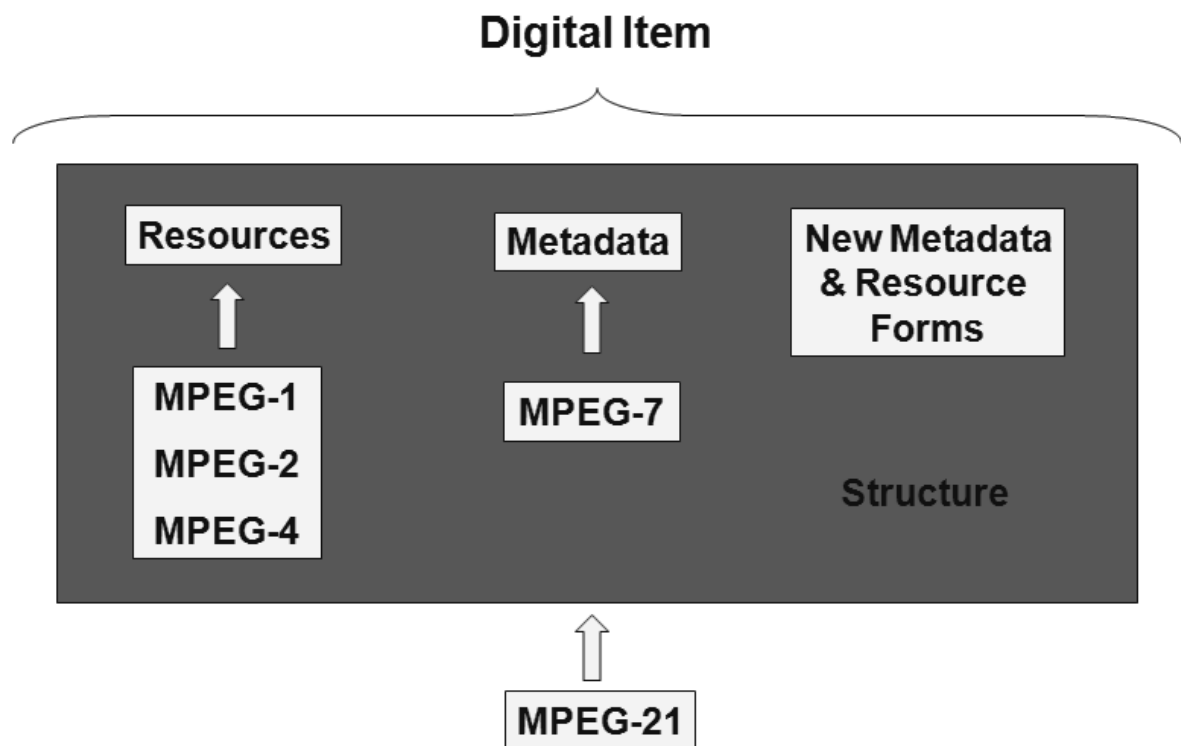 Digital Item
Resources
Metadata
New Metadata
& Resource
Forms
MPEG-1
MPEG-2
MPEG-4
MPEG-7
Structure
MPEG-21